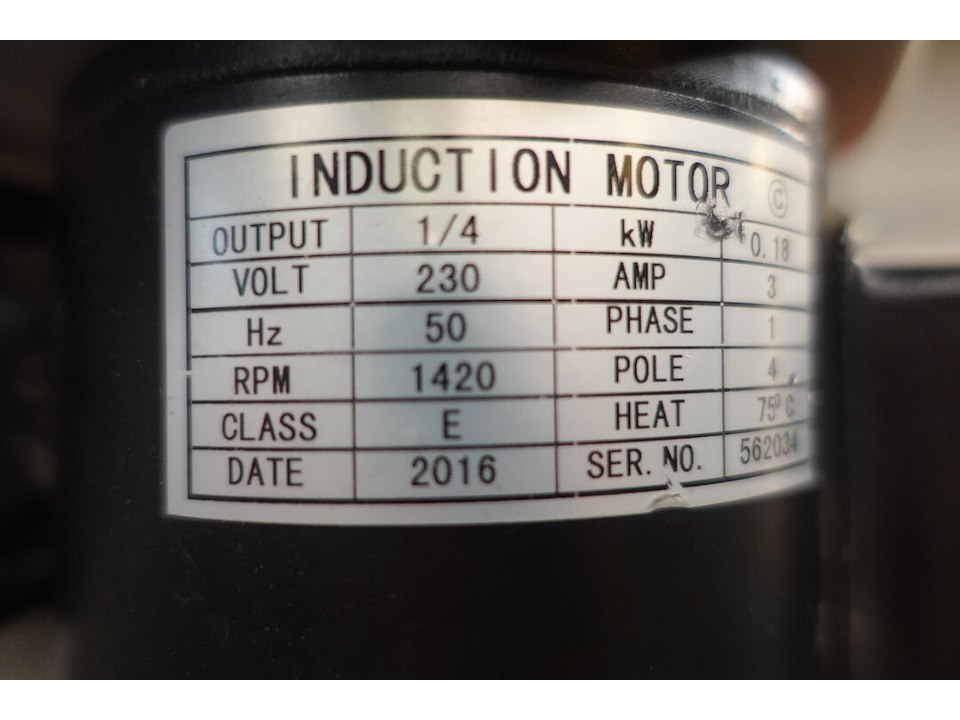 INDUCTION MOTOR ©
OUTPUT 1/4 kW 0.18
VOLT 230 AMP 3
Hz 50 PHASE 1
RPM 1420 POLE 4
CLASS E HEAT 75⁰C
DATE 2016 SER. NO. 562034